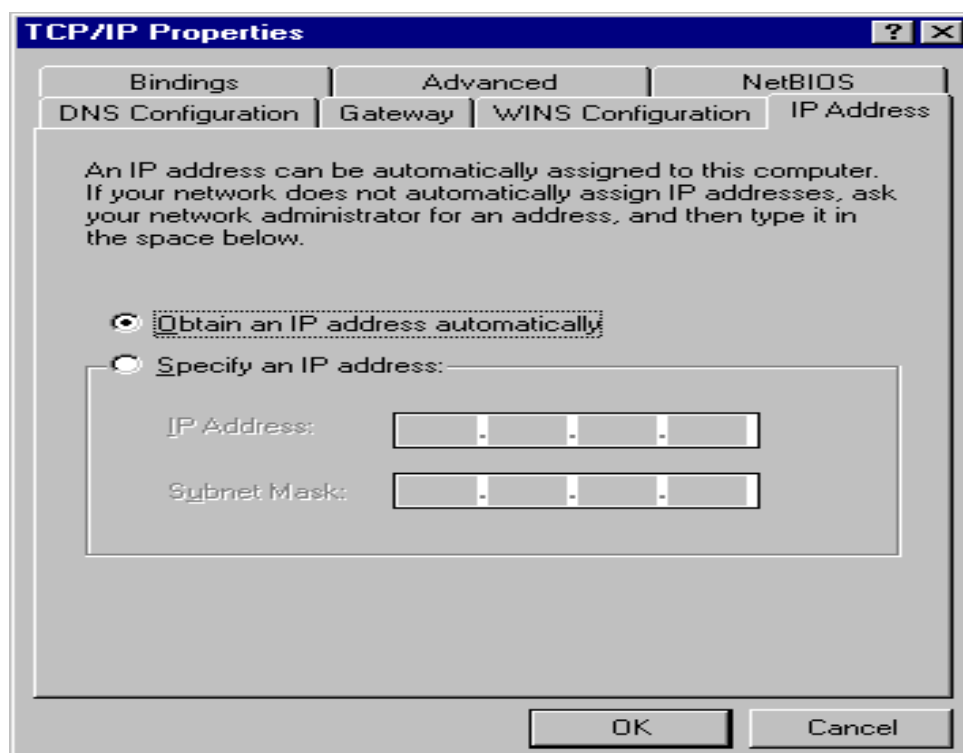 TCP/IP Properties
Bindings Advanced NetBIOS
DNS Configuration Gateway WINS Configuration IP Address
An IP address can be automatically assigned to this computer.
If your network does not automatically assign IP addresses, ask
your network administrator for an address, and then type it in
the space below.
Obtain an IP address automatically
Specify an IP address:
IP Address:
Subnet Mask:
OK Cancel